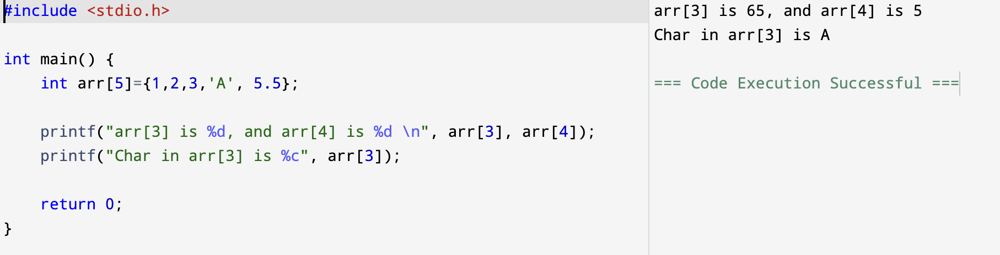 #include <stdio.h>
int main() {
    int arr[5]={1,2,3,'A', 5.5};
    printf("arr[3] is %d, and arr[4] is %d \n", arr[3], arr[4]);
    printf("Char in arr[3] is %c", arr[3]);
    return 0;
}
arr[3] is 65, and arr[4] is 5
Char in arr[3] is A
=== Code Execution Successful ===